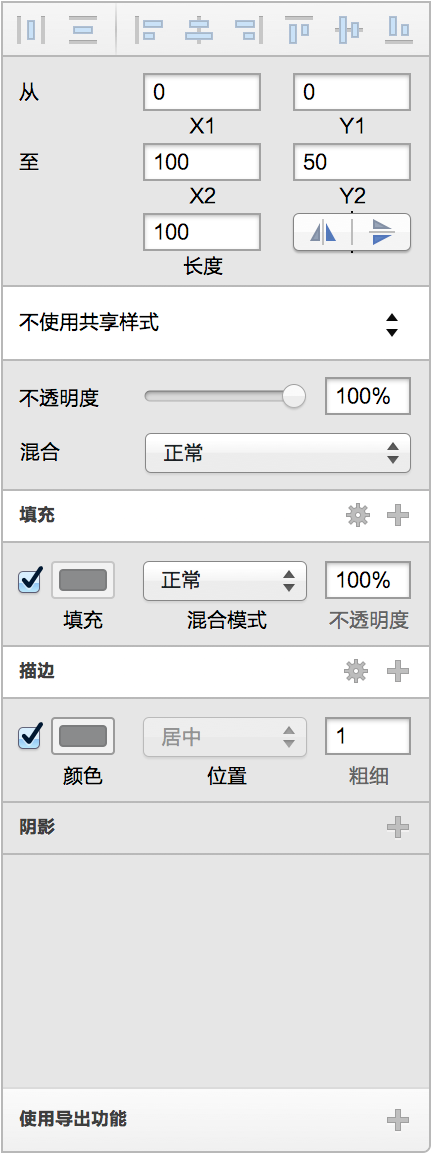 从 0 0
X1 Y1
至 100 50
X2 Y2
100
长度
不使用共享样式
不透明度 100%
混合 正常
填充
正常 100%
填充 混合模式 不透明度
描边
居中 1
颜色 位置 粗细
阴影
使用导出功能